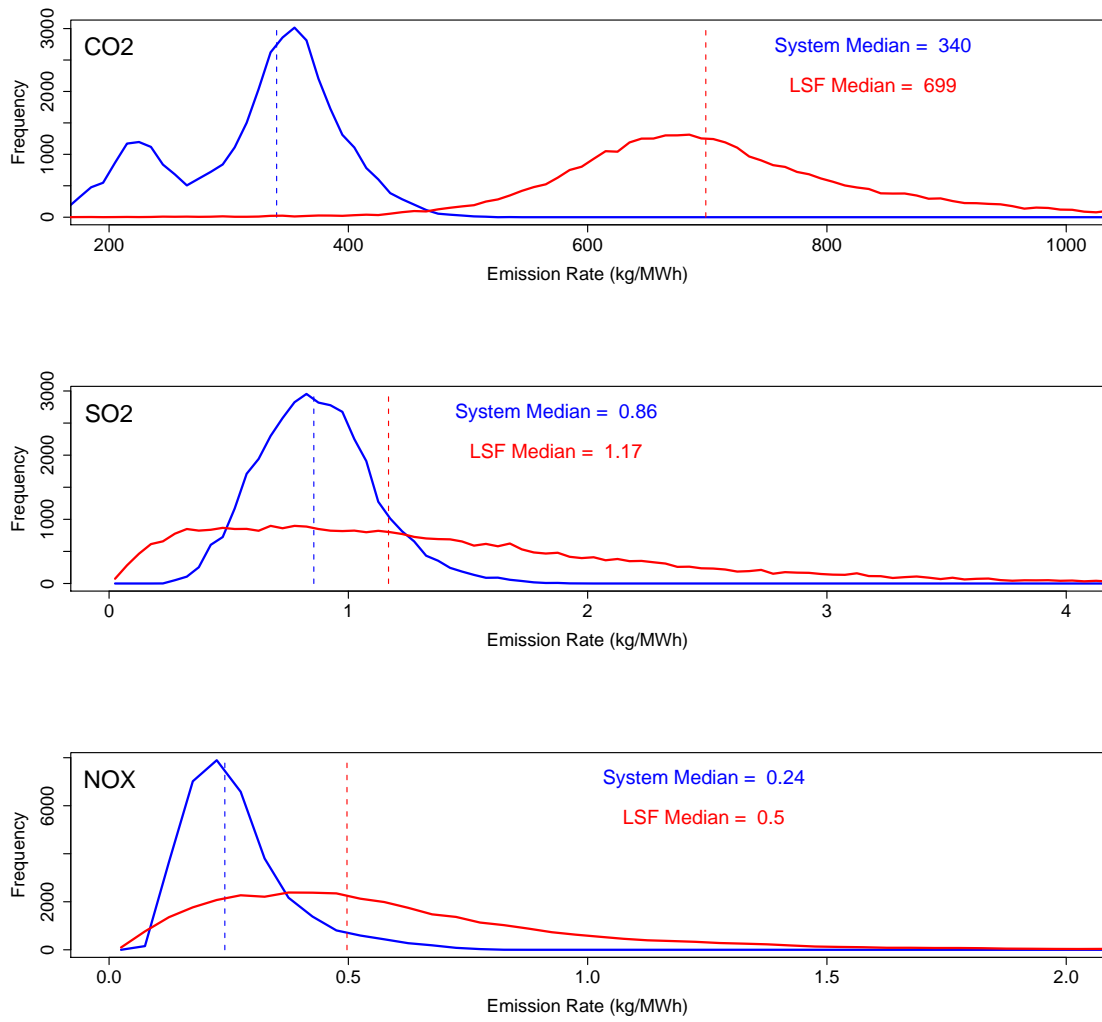 CO2
System Median =  340
LSF Median =  699
Frequency
0 1000 2000 3000
200 400 600 800 1000
Emission Rate (kg/MWh)
SO2
System Median =  0.86
LSF Median =  1.17
Frequency
0 1000 2000 3000
0 1 2 3 4
Emission Rate (kg/MWh)
NOX
System Median =  0.24
LSF Median =  0.5
Frequency
0 2000 6000
0.0 0.5 1.0 1.5 2.0
Emission Rate (kg/MWh)